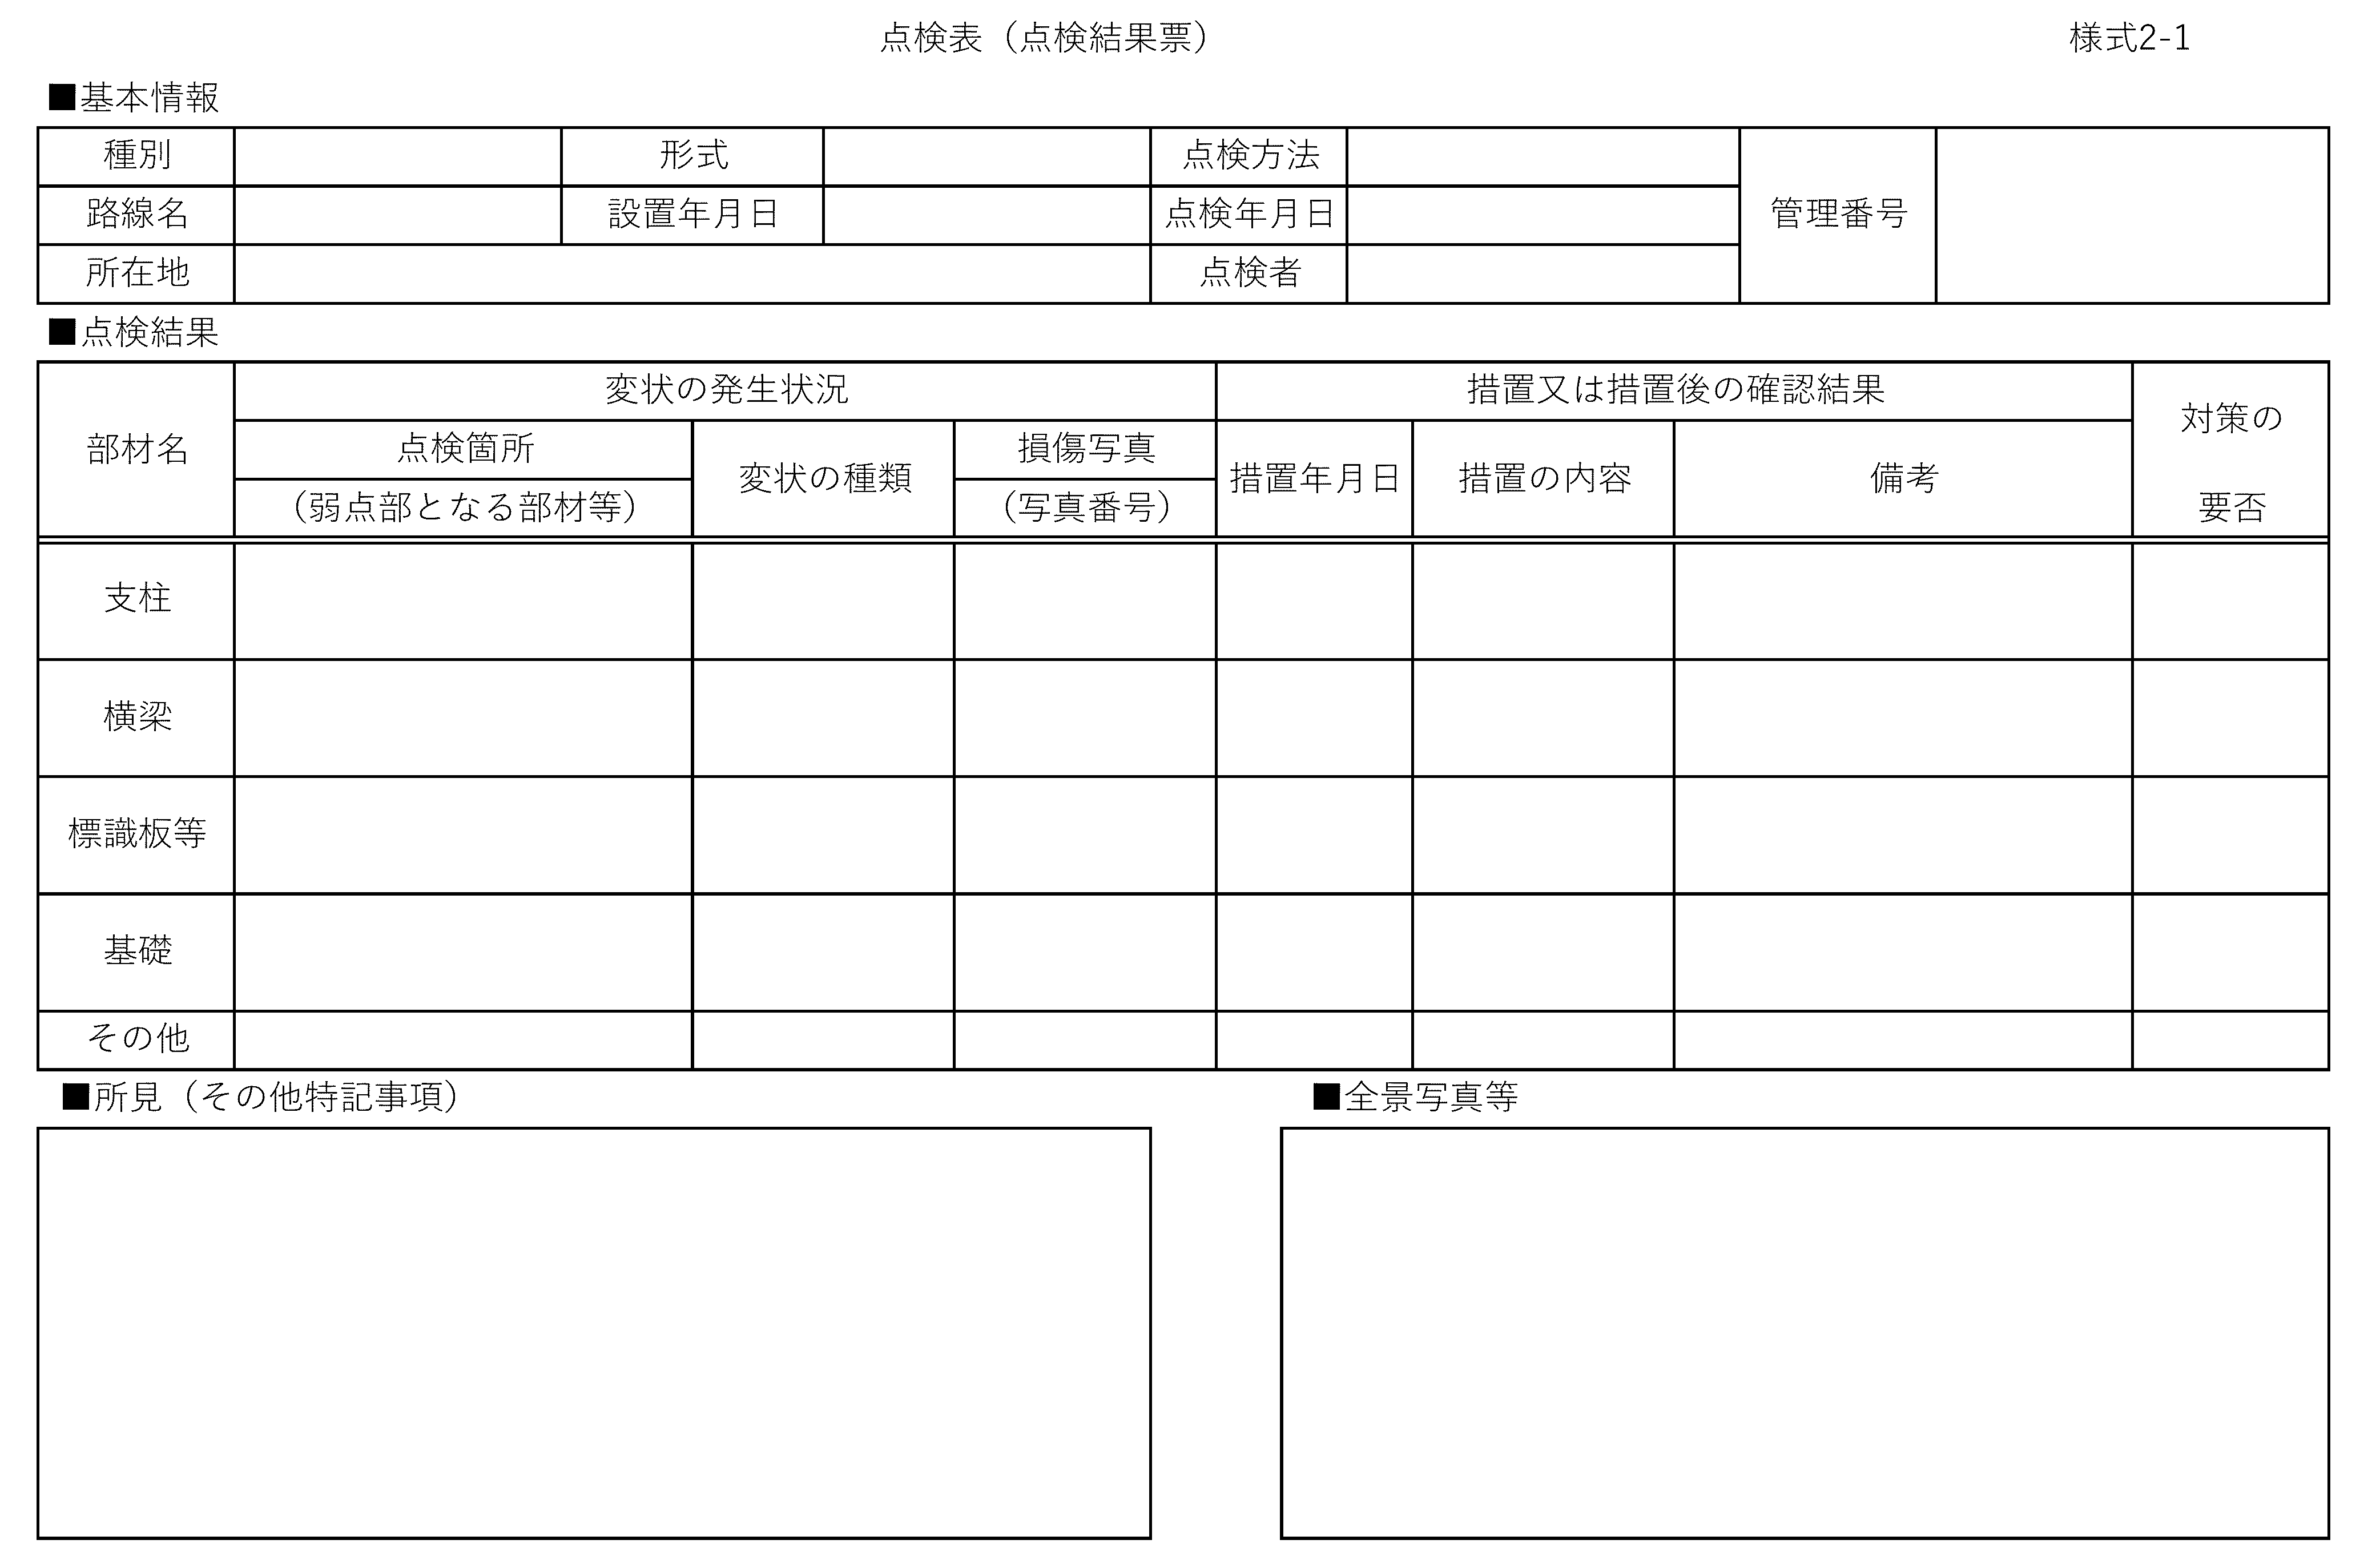 点検表（点検結果票） 様式2-1
■基本情報
種別 形式 点検方法
路線名 設置年月日 点検年月日 管理番号
所在地 点検者
■点検結果
変状の発生状況 措置又は措置後の確認結果
部材名 点検箇所 損傷写真 対策の
変状の種類 措置年月日 措置の内容 備考
（弱点部となる部材等） （写真番号） 要否
支柱
横梁
標識板等
基礎
その他
■所見（その他特記事項） ■全景写真等